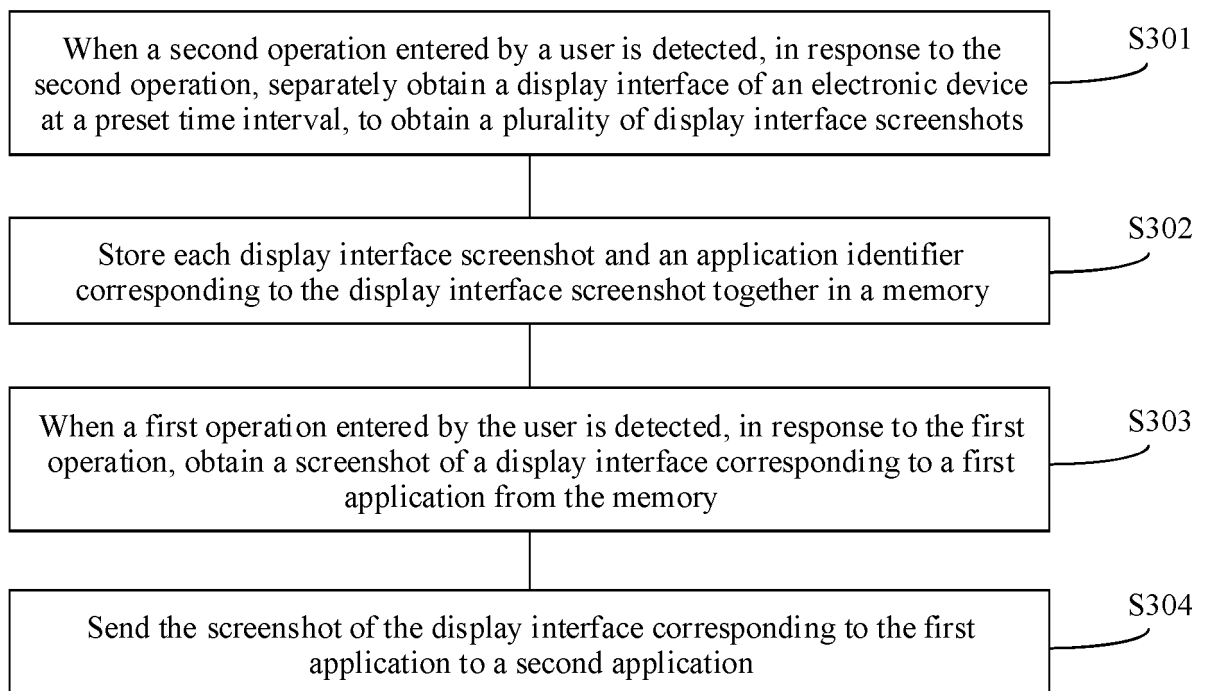 When a second operation entered by a user is detected, in response to the
second operation, separately obtain a display interface of an electronic device
at a preset time interval, to obtain a plurality of display interface screenshots
S301
Store each display interface screenshot and an application identifier
corresponding to the display interface screenshot together in a memory
S302
When a first operation entered by the user is detected, in response to the first
operation, obtain a screenshot of a display interface corresponding to a first
application from the memory
S303
Send the screenshot of the display interface corresponding to the first
application to a second application
S304